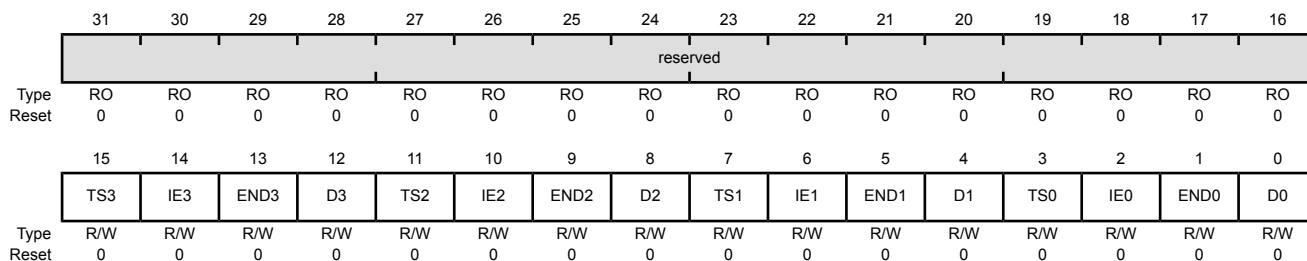 31 30 29 28 27 26 25 24 23 22 21 20 19 18 17 16
reserved
Type RO RO RO RO RO RO RO RO RO RO RO RO RO RO RO RO
Reset 0 0 0 0 0 0 0 0 0 0 0 0 0 0 0 0
15 14 13 12 11 10 9 8 7 6 5 4 3 2 1 0
TS3 IE3 END3 D3 TS2 IE2 END2 D2 TS1 IE1 END1 D1 TS0 IE0 END0 D0
Type R/W R/W R/W R/W R/W R/W R/W R/W R/W R/W R/W R/W R/W R/W R/W R/W
Reset 0 0 0 0 0 0 0 0 0 0 0 0 0 0 0 0